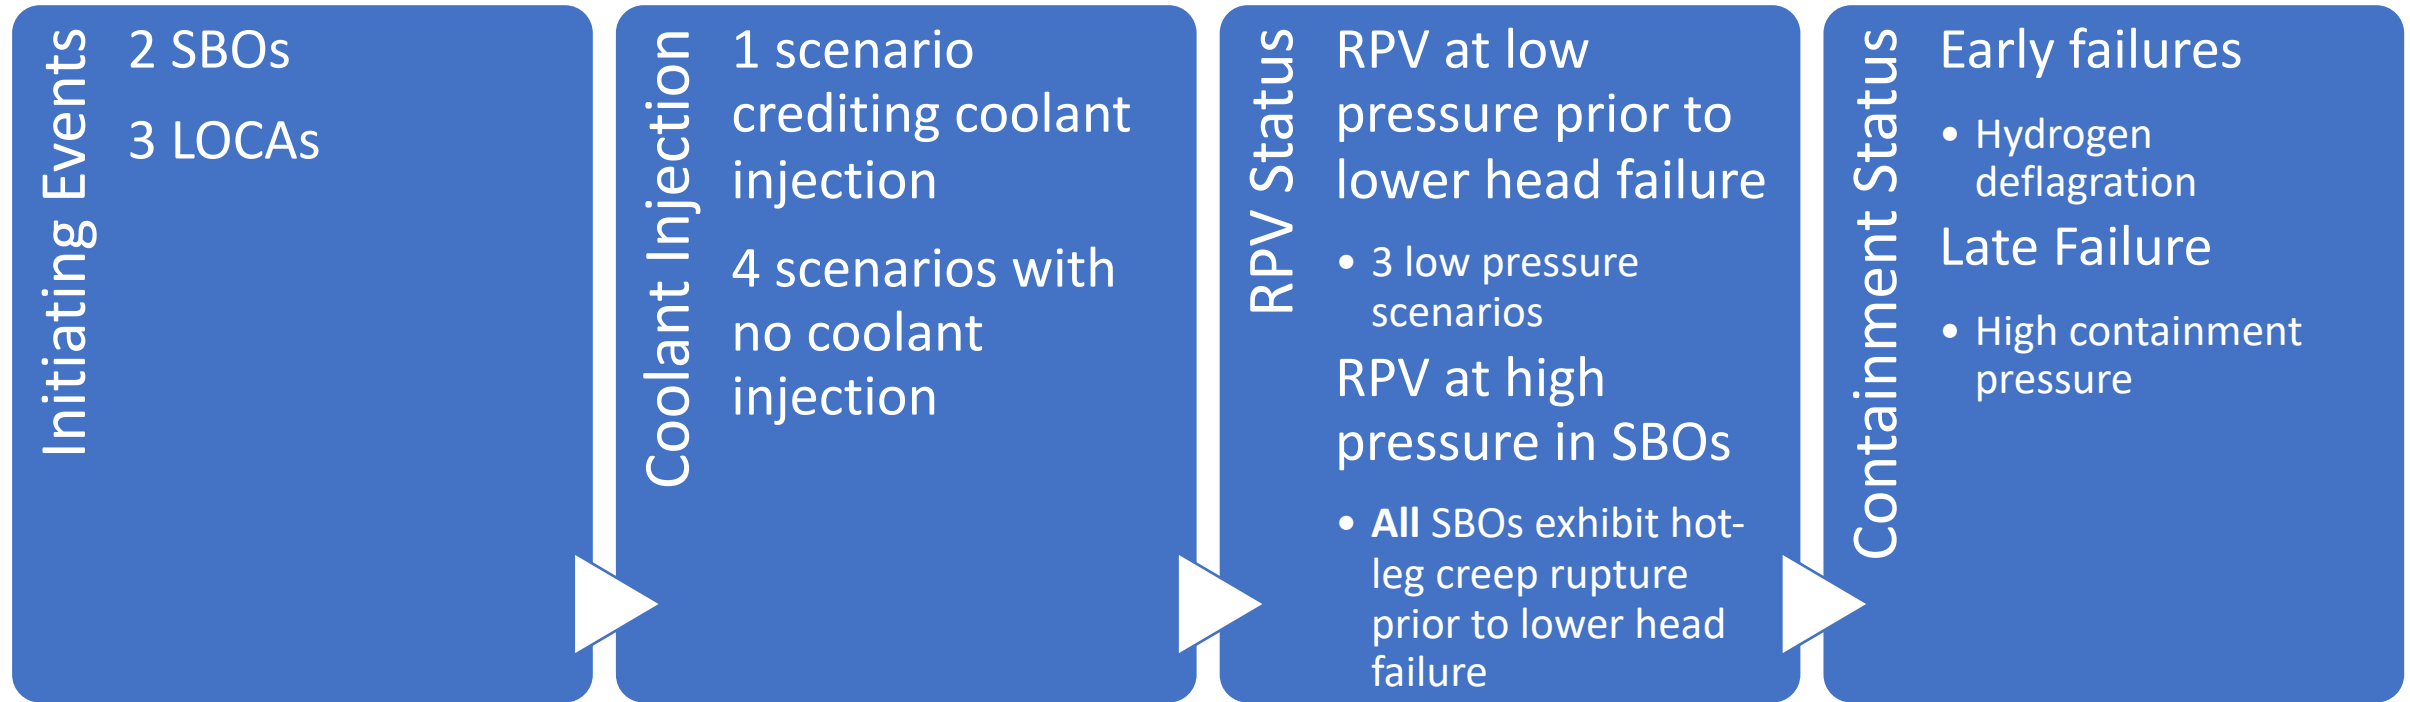 Initiating Events
2 SBOs
3 LOCAs
Coolant Injection
1 scenario
crediting coolant
injection
4 scenarios with
no coolant
injection
RPV Status
RPV at low
pressure prior to
lower head failure
• 3 low pressure
scenarios
RPV at high
pressure in SBOs
• All SBOs exhibit hot-
leg creep rupture
prior to lower head
failure
Containment Status
Early failures
• Hydrogen
deflagration
Late Failure
• High containment
pressure